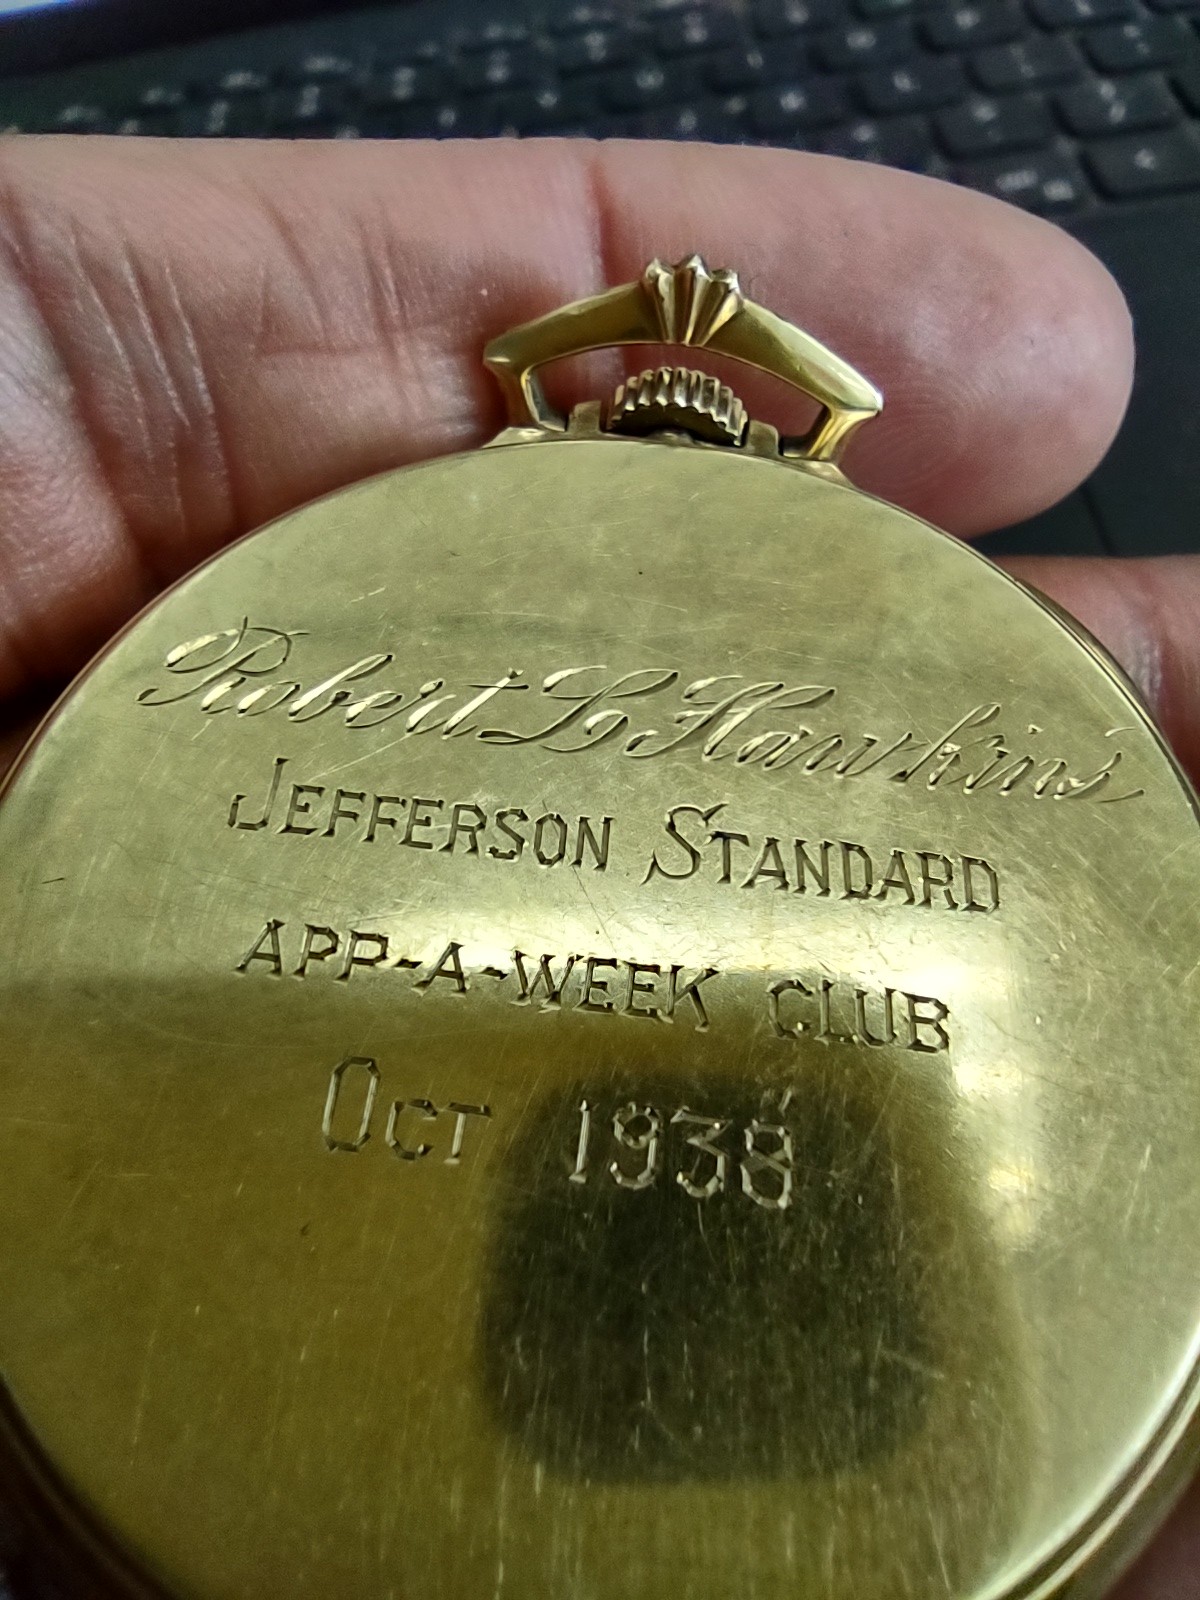 Robert L Hawkins
JEFFERSON STANDARD
APP-A-WEEK CLUB
OCT 1938